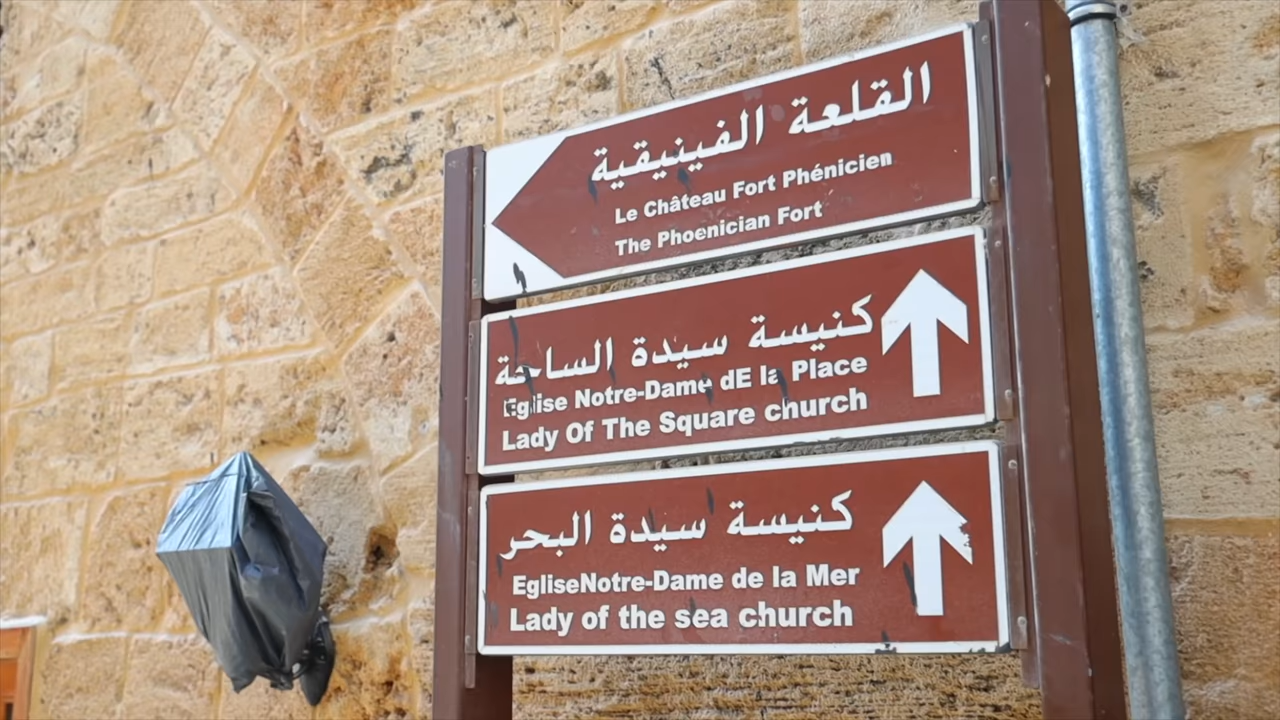 القلعة الفينيقية
Le Château Fort Phénicien
The Phoenician Fort
كنيسة سيدة الساحة
Eglise Notre-Dame dE la Place
Lady Of The Square church
كنيسة سيدة البحر
EgliseNotre-Dame de la Mer
Lady of the sea church